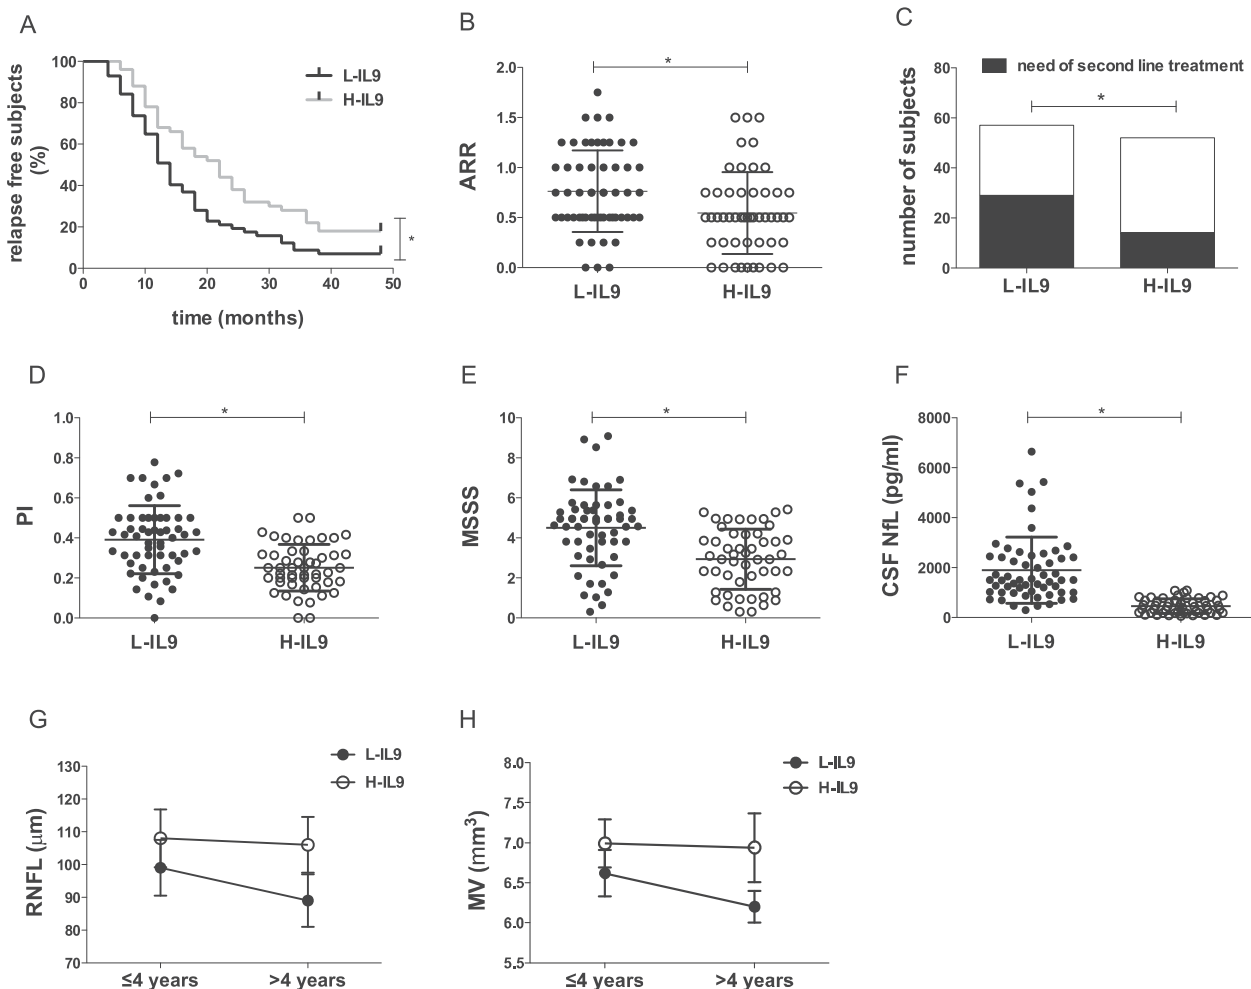 A
relapse free subjects
(%)
100
80
60
40
20
0
0 10 20 30 40 50
time (months)
L-IL9
H-IL9
*
B
ARR
2.0
1.5
1.0
0.5
0.0
*
L-IL9 H-IL9
C
number of subjects
80
60
40
20
0
need of second line treatment
*
L-IL9 H-IL9
D
PI
1.0
0.8
0.6
0.4
0.2
0.0
*
L-IL9 H-IL9
E
MSSS
10
8
6
4
2
0
*
L-IL9 H-IL9
F
CSF NfL (pg/ml)
8000
6000
4000
2000
0
*
L-IL9 H-IL9
G
RNFL (μm)
130
120
110
100
90
80
70
L-IL9
H-IL9
≤4 years >4 years
H
MV (mm³)
8.0
7.5
7.0
6.5
6.0
5.5
L-IL9
H-IL9
≤4 years >4 years